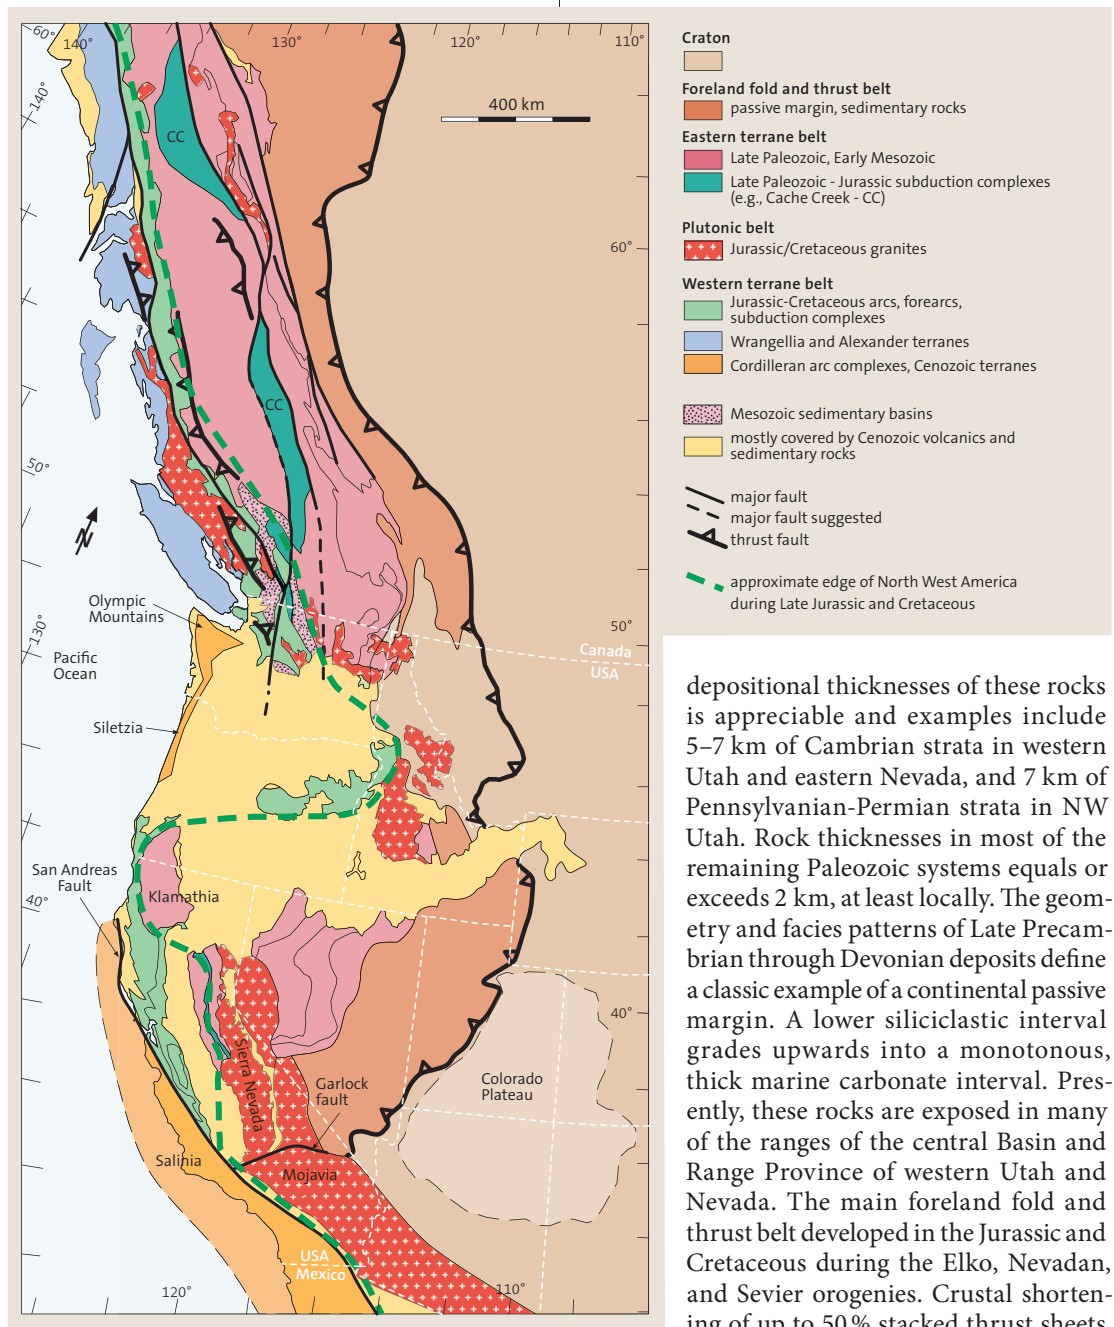 60°
140°
130°
120°
110°
140°
400 km
CC
60°
CC
50°
N
Olympic
Mountains
130°
Pacific
Ocean
50°
Canada
USA
Siletzia
San Andreas
Fault
Klamathia
40°
40°
Sierra Nevada
Garlock
fault
Colorado
Plateau
Salinia
Mojavia
USA
Mexico
120°
110°
Craton
Foreland fold and thrust belt
passive margin, sedimentary rocks
Eastern terrane belt
Late Paleozoic, Early Mesozoic
Late Paleozoic - Jurassic subduction complexes
(e.g., Cache Creek - CC)
Plutonic belt
Jurassic/Cretaceous granites
Western terrane belt
Jurassic-Cretaceous arcs, forearcs,
subduction complexes
Wrangellia and Alexander terranes
Cordilleran arc complexes, Cenozoic terranes
Mesozoic sedimentary basins
mostly covered by Cenozoic volcanics and
sedimentary rocks
major fault
major fault suggested
thrust fault
approximate edge of North West America
during Late Jurassic and Cretaceous
depositional thicknesses of these rocks
is appreciable and examples include
5–7 km of Cambrian strata in western
Utah and eastern Nevada, and 7 km of
Pennsylvanian-Permian strata in NW
Utah. Rock thicknesses in most of the
remaining Paleozoic systems equals or
exceeds 2 km, at least locally. The geom-
etry and facies patterns of Late Precam-
brian through Devonian deposits define
a classic example of a continental passive
margin. A lower siliciclastic interval
grades upwards into a monotonous,
thick marine carbonate interval. Pres-
ently, these rocks are exposed in many
of the ranges of the central Basin and
Range Province of western Utah and
Nevada. The main foreland fold and
thrust belt developed in the Jurassic and
Cretaceous during the Elko, Nevadan,
and Sevier orogenies. Crustal shorten-
ing of up to 50 % stacked thrust sheets